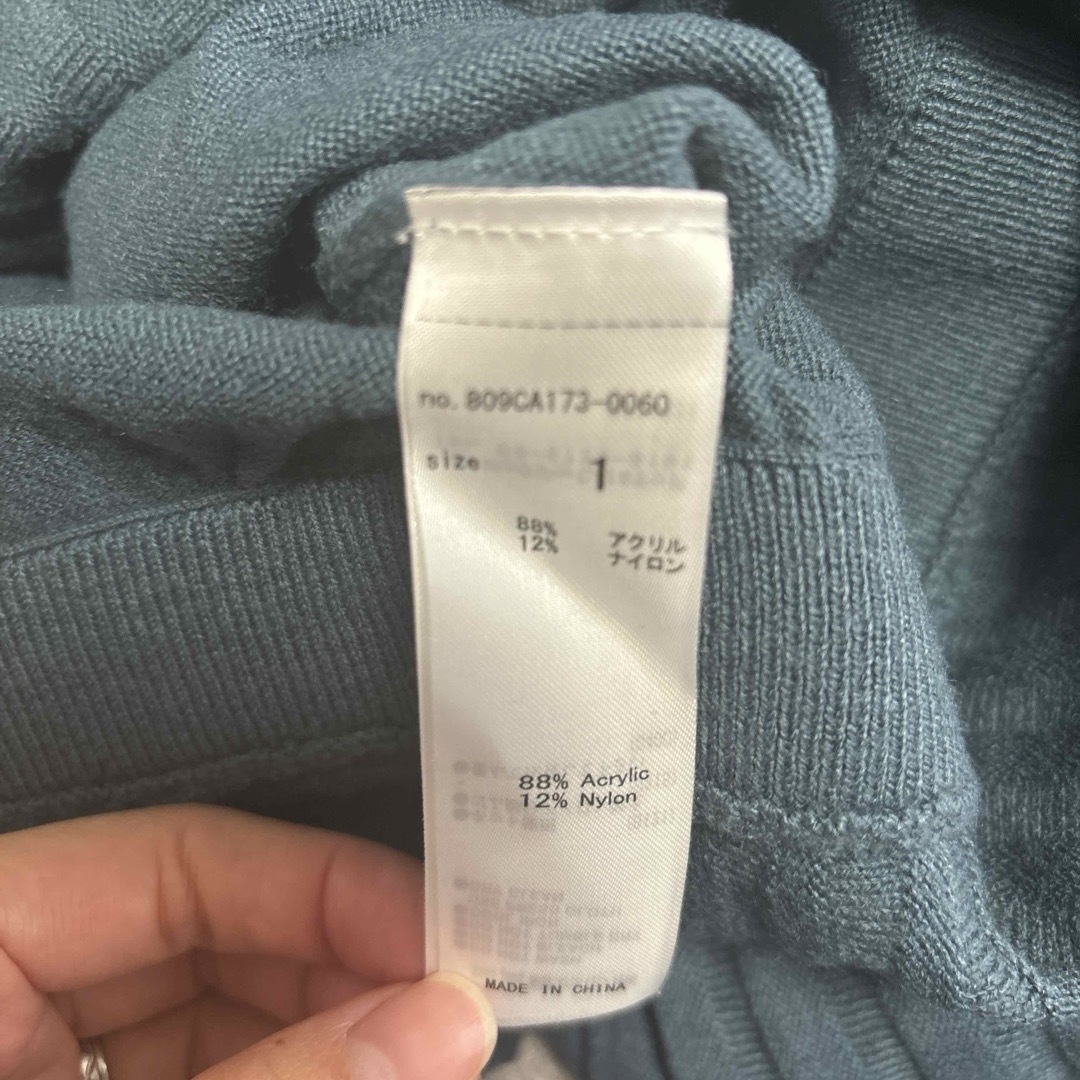 no. B09CA173-0060
size 1
88% アクリル
12% ナイロン
88% Acrylic
12% Nylon
MADE IN CHINA